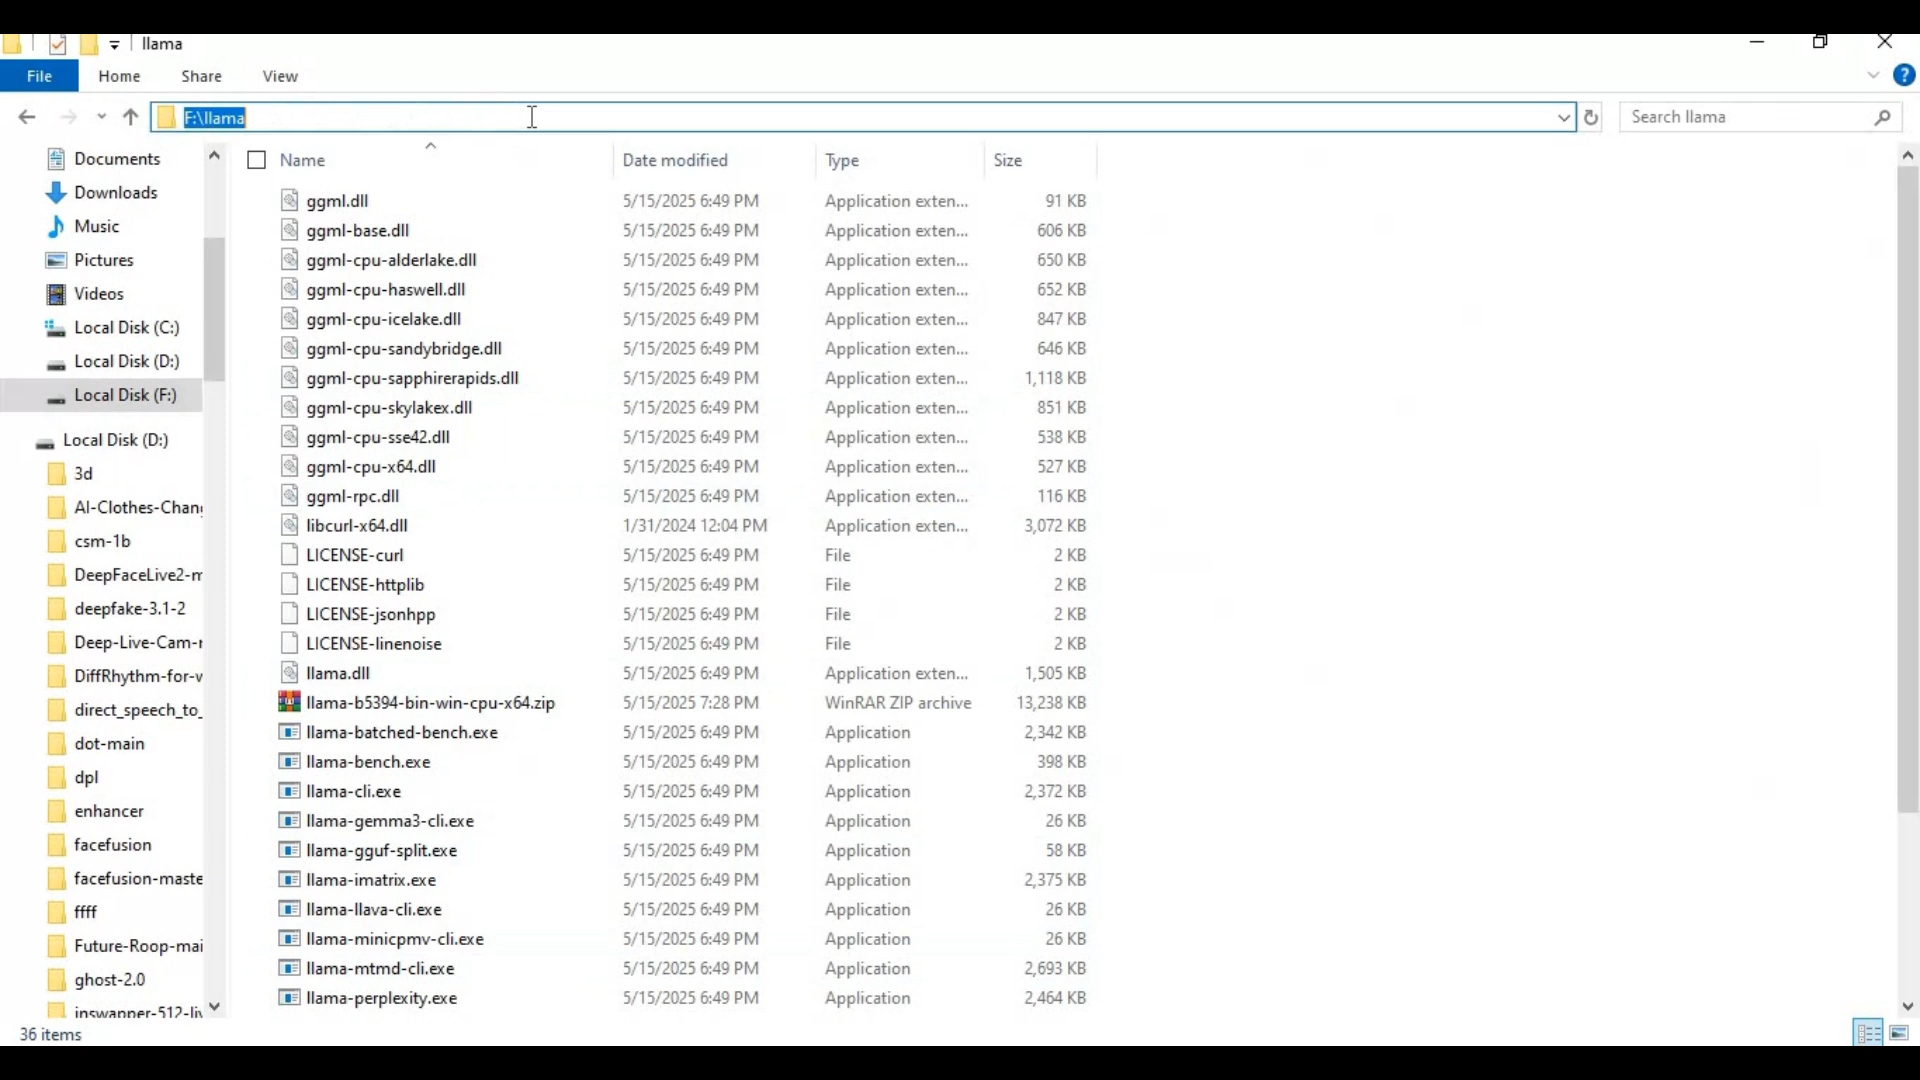 llama
File Home Share View
F:\llama Search llama
Documents
Downloads
Music
Pictures
Videos
Local Disk (C:)
Local Disk (D:)
Local Disk (F:)
Local Disk (D:)
3d
AI-Clothes-Chan
csm-1b
DeepFaceLive2-m
deepfake-3.1-2
Deep-Live-Cam-r
DiffRhythm-for-w
direct_speech_to_
dot-main
dpl
enhancer
facefusion
facefusion-maste
ffff
Future-Roop-mai
ghost-2.0
inswapper-512-liv
Name Date modified Type Size
ggml.dll 5/15/2025 6:49 PM Application exten... 91 KB
ggml-base.dll 5/15/2025 6:49 PM Application exten... 606 KB
ggml-cpu-alderlake.dll 5/15/2025 6:49 PM Application exten... 650 KB
ggml-cpu-haswell.dll 5/15/2025 6:49 PM Application exten... 652 KB
ggml-cpu-icelake.dll 5/15/2025 6:49 PM Application exten... 847 KB
ggml-cpu-sandybridge.dll 5/15/2025 6:49 PM Application exten... 646 KB
ggml-cpu-sapphirerapids.dll 5/15/2025 6:49 PM Application exten... 1,118 KB
ggml-cpu-skylakex.dll 5/15/2025 6:49 PM Application exten... 851 KB
ggml-cpu-sse42.dll 5/15/2025 6:49 PM Application exten... 538 KB
ggml-cpu-x64.dll 5/15/2025 6:49 PM Application exten... 527 KB
ggml-rpc.dll 5/15/2025 6:49 PM Application exten... 116 KB
libcurl-x64.dll 1/31/2024 12:04 PM Application exten... 3,072 KB
LICENSE-curl 5/15/2025 6:49 PM File 2 KB
LICENSE-httplib 5/15/2025 6:49 PM File 2 KB
LICENSE-jsonhpp 5/15/2025 6:49 PM File 2 KB
LICENSE-linenoise 5/15/2025 6:49 PM File 2 KB
llama.dll 5/15/2025 6:49 PM Application exten... 1,505 KB
llama-b5394-bin-win-cpu-x64.zip 5/15/2025 7:28 PM WinRAR ZIP archive 13,238 KB
llama-batched-bench.exe 5/15/2025 6:49 PM Application 2,342 KB
llama-bench.exe 5/15/2025 6:49 PM Application 398 KB
llama-cli.exe 5/15/2025 6:49 PM Application 2,372 KB
llama-gemma3-cli.exe 5/15/2025 6:49 PM Application 26 KB
llama-gguf-split.exe 5/15/2025 6:49 PM Application 58 KB
llama-imatrix.exe 5/15/2025 6:49 PM Application 2,375 KB
llama-llava-cli.exe 5/15/2025 6:49 PM Application 26 KB
llama-minicpmv-cli.exe 5/15/2025 6:49 PM Application 26 KB
llama-mtmd-cli.exe 5/15/2025 6:49 PM Application 2,693 KB
llama-perplexity.exe 5/15/2025 6:49 PM Application 2,464 KB
36 items